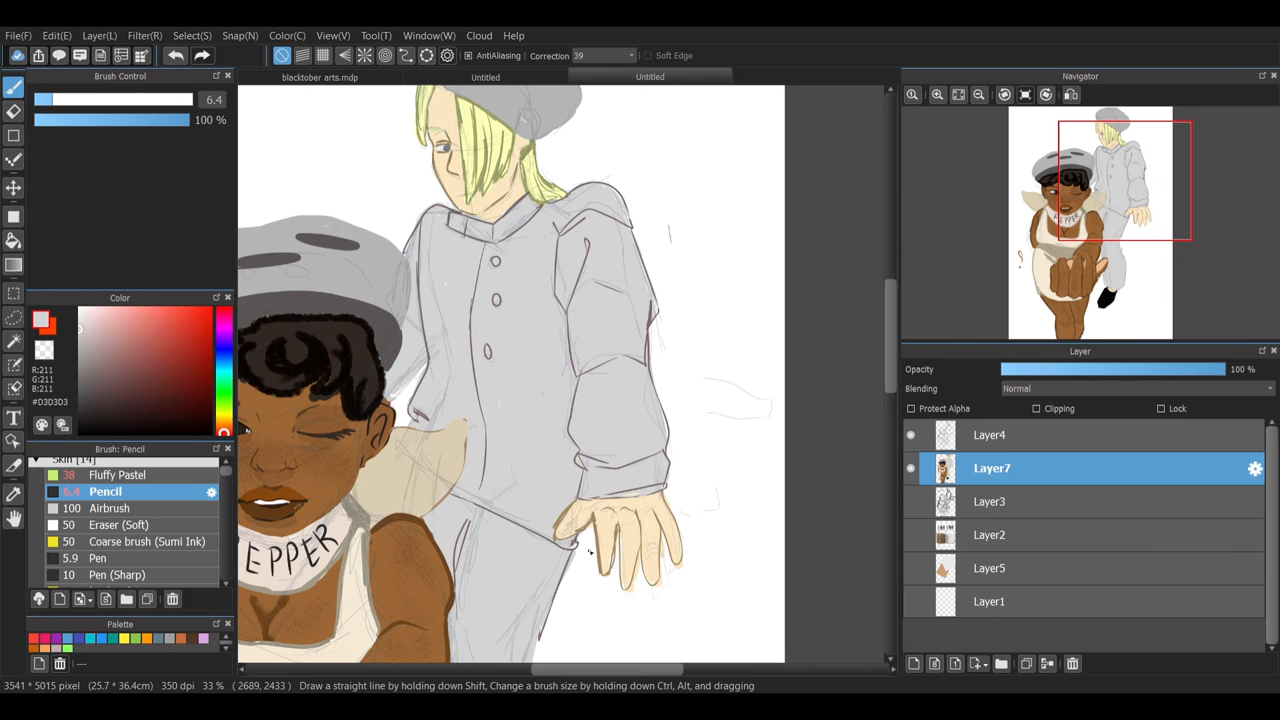 File(F) Edit(E) Layer(L) Filter(R) Select(S) Snap(N) Color(C) View(V) Tool(T) Window(W) Cloud Help
AntiAliasing Correction 39 Soft Edge
Brush Control
blacktober arts.mdp Untitled Untitled
Navigator
6.4
100 %
Color
R:211
G:211
B:211
#D3D3D3
Brush: Pencil
Skin [14]
38 Fluffy Pastel
6.4 Pencil
100 Airbrush
50 Eraser (Soft)
50 Coarse brush (Sumi Ink)
5.9 Pen
10 Pen (Sharp)
Palette
---
EPPER
PEPPER
Layer
Opacity 100 %
Blending Normal
Protect Alpha Clipping Lock
Layer4
Layer7
Layer3
Layer2
Layer5
Layer1
3541 * 5015 pixel (25.7 * 36.4cm) 350 dpi 33 % ( 2689, 2433 ) Draw a straight line by holding down Shift, Change a brush size by holding down Ctrl, Alt, and dragging